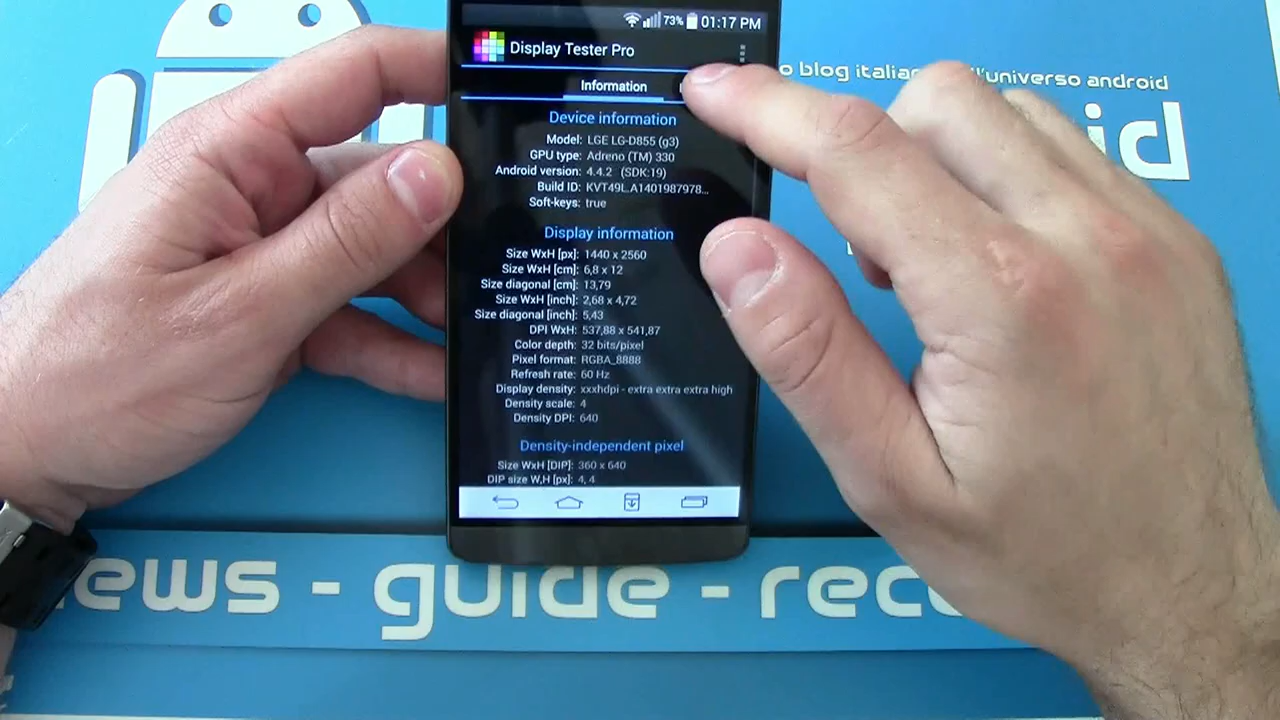 73% 01:17 PM
Display Tester Pro
Information
o blog italia l'universo android
id
Device information
Model: LGE LG-D855 (g3)
GPU type: Adreno (TM) 330
Android version: 4.4.2 (SDK:19)
Build ID: KVT49L.A1401987978...
Soft-keys: true
Display information
Size WxH [px]: 1440 x 2560
Size WxH [cm]: 6,8 x 12
Size diagonal [cm]: 13,79
Size WxH [inch]: 2,68 x 4,72
Size diagonal [inch]: 5,43
DPI WxH: 537,88 x 541,87
Color depth: 32 bits/pixel
Pixel format: RGBA_8888
Refresh rate: 60 Hz
Display density: xxxhdpi - extra extra extra high
Density scale: 4
Density DPI: 640
Density-independent pixel
Size WxH [DIP]: 360 x 640
DIP size W,H [px]: 4, 4
ews - guide - rec